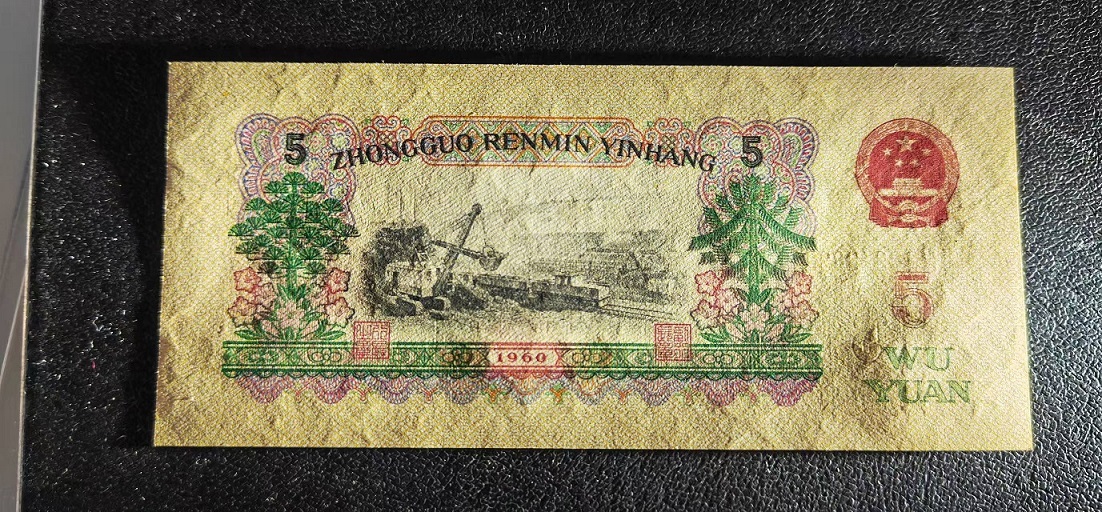 5 ZHONGGUO RENMIN YINHANG 5
5
1960
WU
YUAN